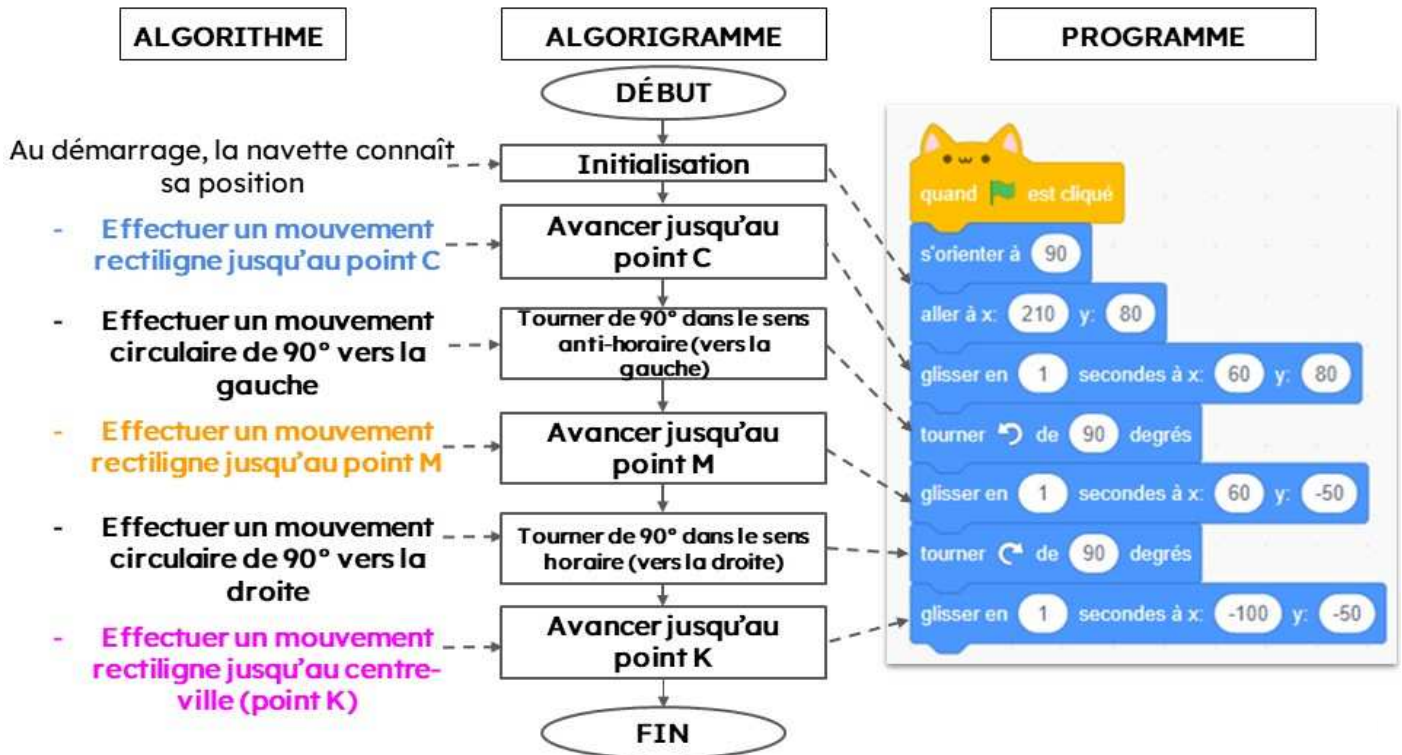 ALGORITHME
ALGORIGRAMME
PROGRAMME
Au démarrage, la navette connaît
sa position
- Effectuer un mouvement
rectiligne jusqu'au point C
- Effectuer un mouvement
circulaire de 90° vers la
gauche
- Effectuer un mouvement
rectiligne jusqu'au point M
- Effectuer un mouvement
circulaire de 90° vers la
droite
- Effectuer un mouvement
rectiligne jusqu'au centre-
ville (point K)
DÉBUT
Initialisation
Avancer jusqu'au
point C
Tourner de 90° dans le sens
anti-horaire (vers la
gauche)
Avancer jusqu'au
point M
Tourner de 90° dans le sens
horaire (vers la droite)
Avancer jusqu'au
point K
FIN
quand est cliqué
s'orienter à 90
aller à x: 210 y: 80
glisser en 1 secondes à x: 60 y: 80
tourner de 90 degrés
glisser en 1 secondes à x: 60 y: -50
tourner de 90 degrés
glisser en 1 secondes à x: -100 y: -50